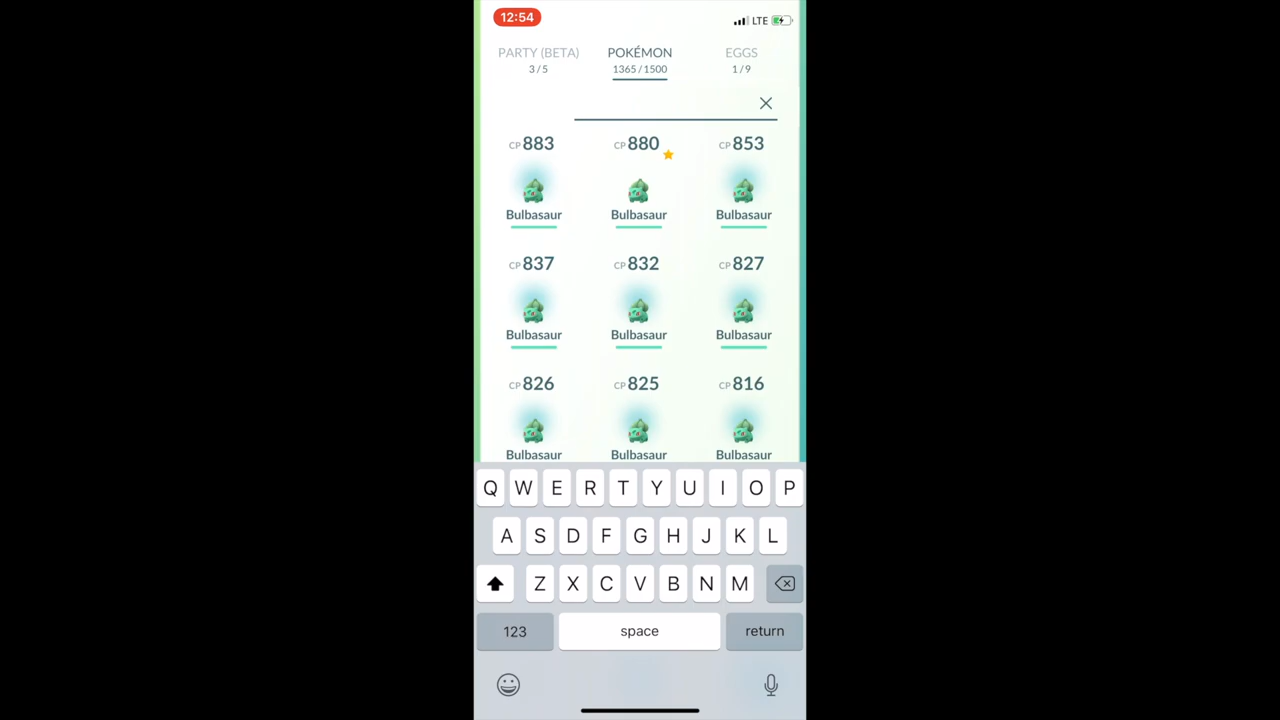 12:54 LTE
PARTY (BETA) POKÉMON EGGS
3 / 5 1365 / 1500 1 / 9
CP 883 CP 880 CP 853
Bulbasaur Bulbasaur Bulbasaur
CP 837 CP 832 CP 827
Bulbasaur Bulbasaur Bulbasaur
CP 826 CP 825 CP 816
Bulbasaur Bulbasaur Bulbasaur
Q W E R T Y U I O P
A S D F G H J K L
Z X C V B N M
123 space return